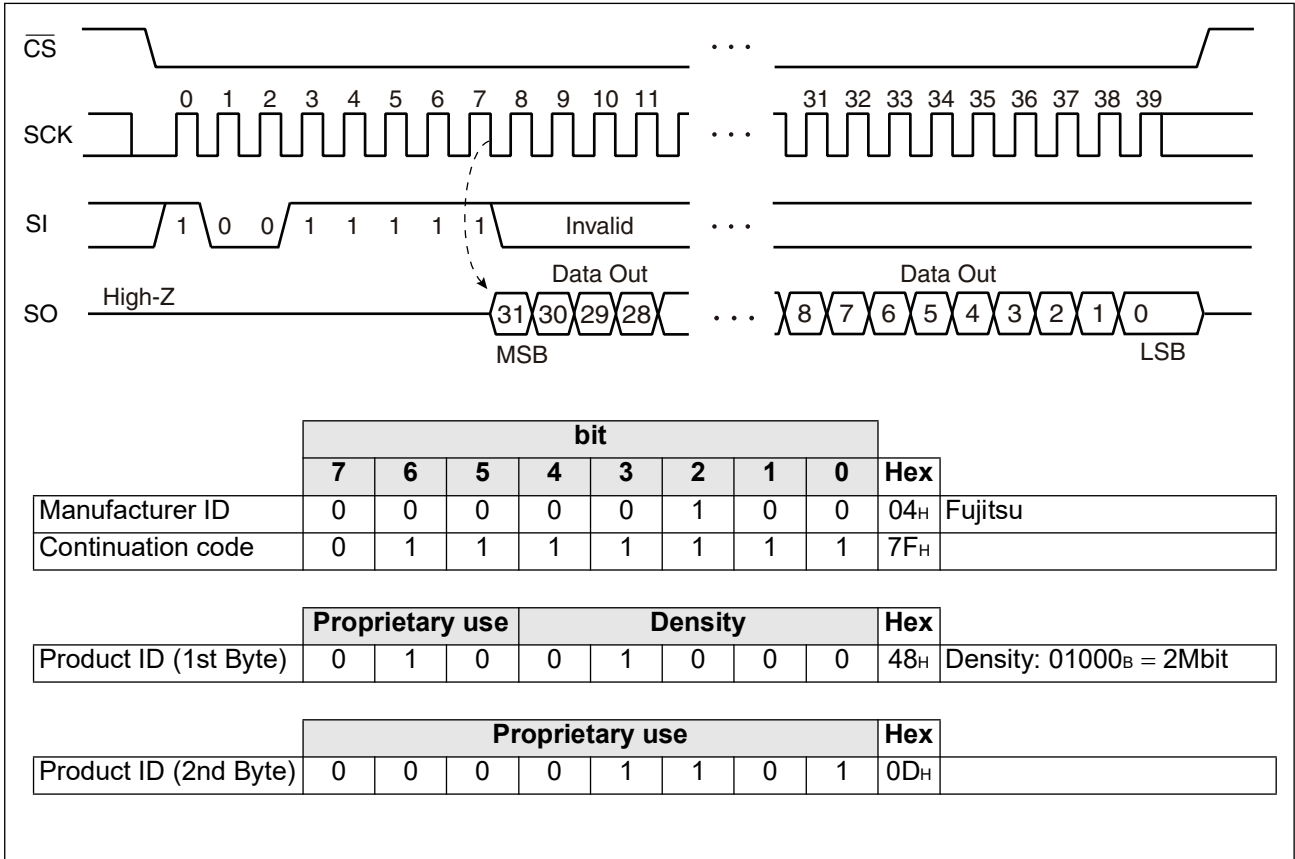 CS
· · ·
0 1 2 3 4 5 6 7 8 9 10 11 31 32 33 34 35 36 37 38 39
SCK · · ·
SI 1 0 0 1 1 1 1 1 Invalid · · ·
Data Out Data Out
High-Z
SO 31 30 29 28 · · · 8 7 6 5 4 3 2 1 0
MSB LSB
bit
7 6 5 4 3 2 1 0 Hex
Manufacturer ID 0 0 0 0 0 1 0 0 04H Fujitsu
Continuation code 0 1 1 1 1 1 1 1 7FH
Proprietary use Density Hex
Product ID (1st Byte) 0 1 0 0 1 0 0 0 48H Density: 01000B = 2Mbit
Proprietary use Hex
Product ID (2nd Byte) 0 0 0 0 1 1 0 1 0DH